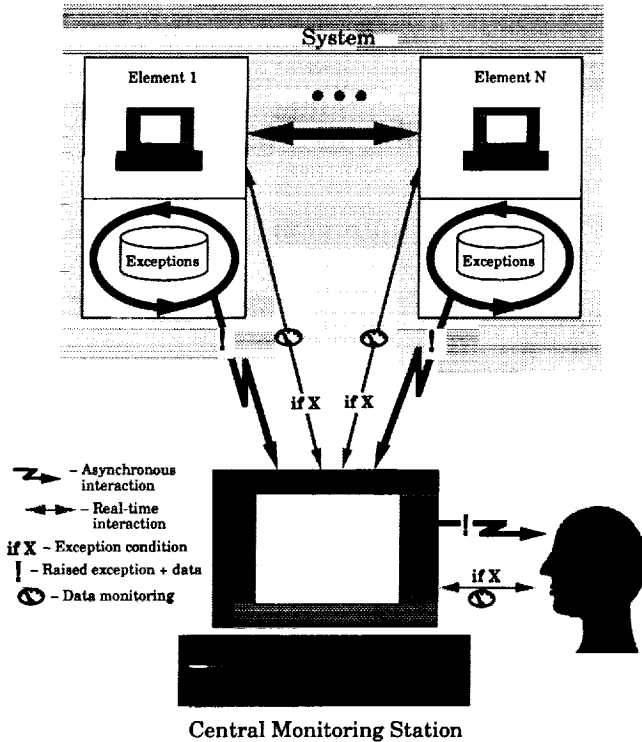 System
Element 1
Element N
Exceptions
Exceptions
!
!
if X
if X
– Asynchronous
interaction
– Real-time
interaction
if X – Exception condition
! – Raised exception + data
– Data monitoring
!
if X
Central Monitoring Station